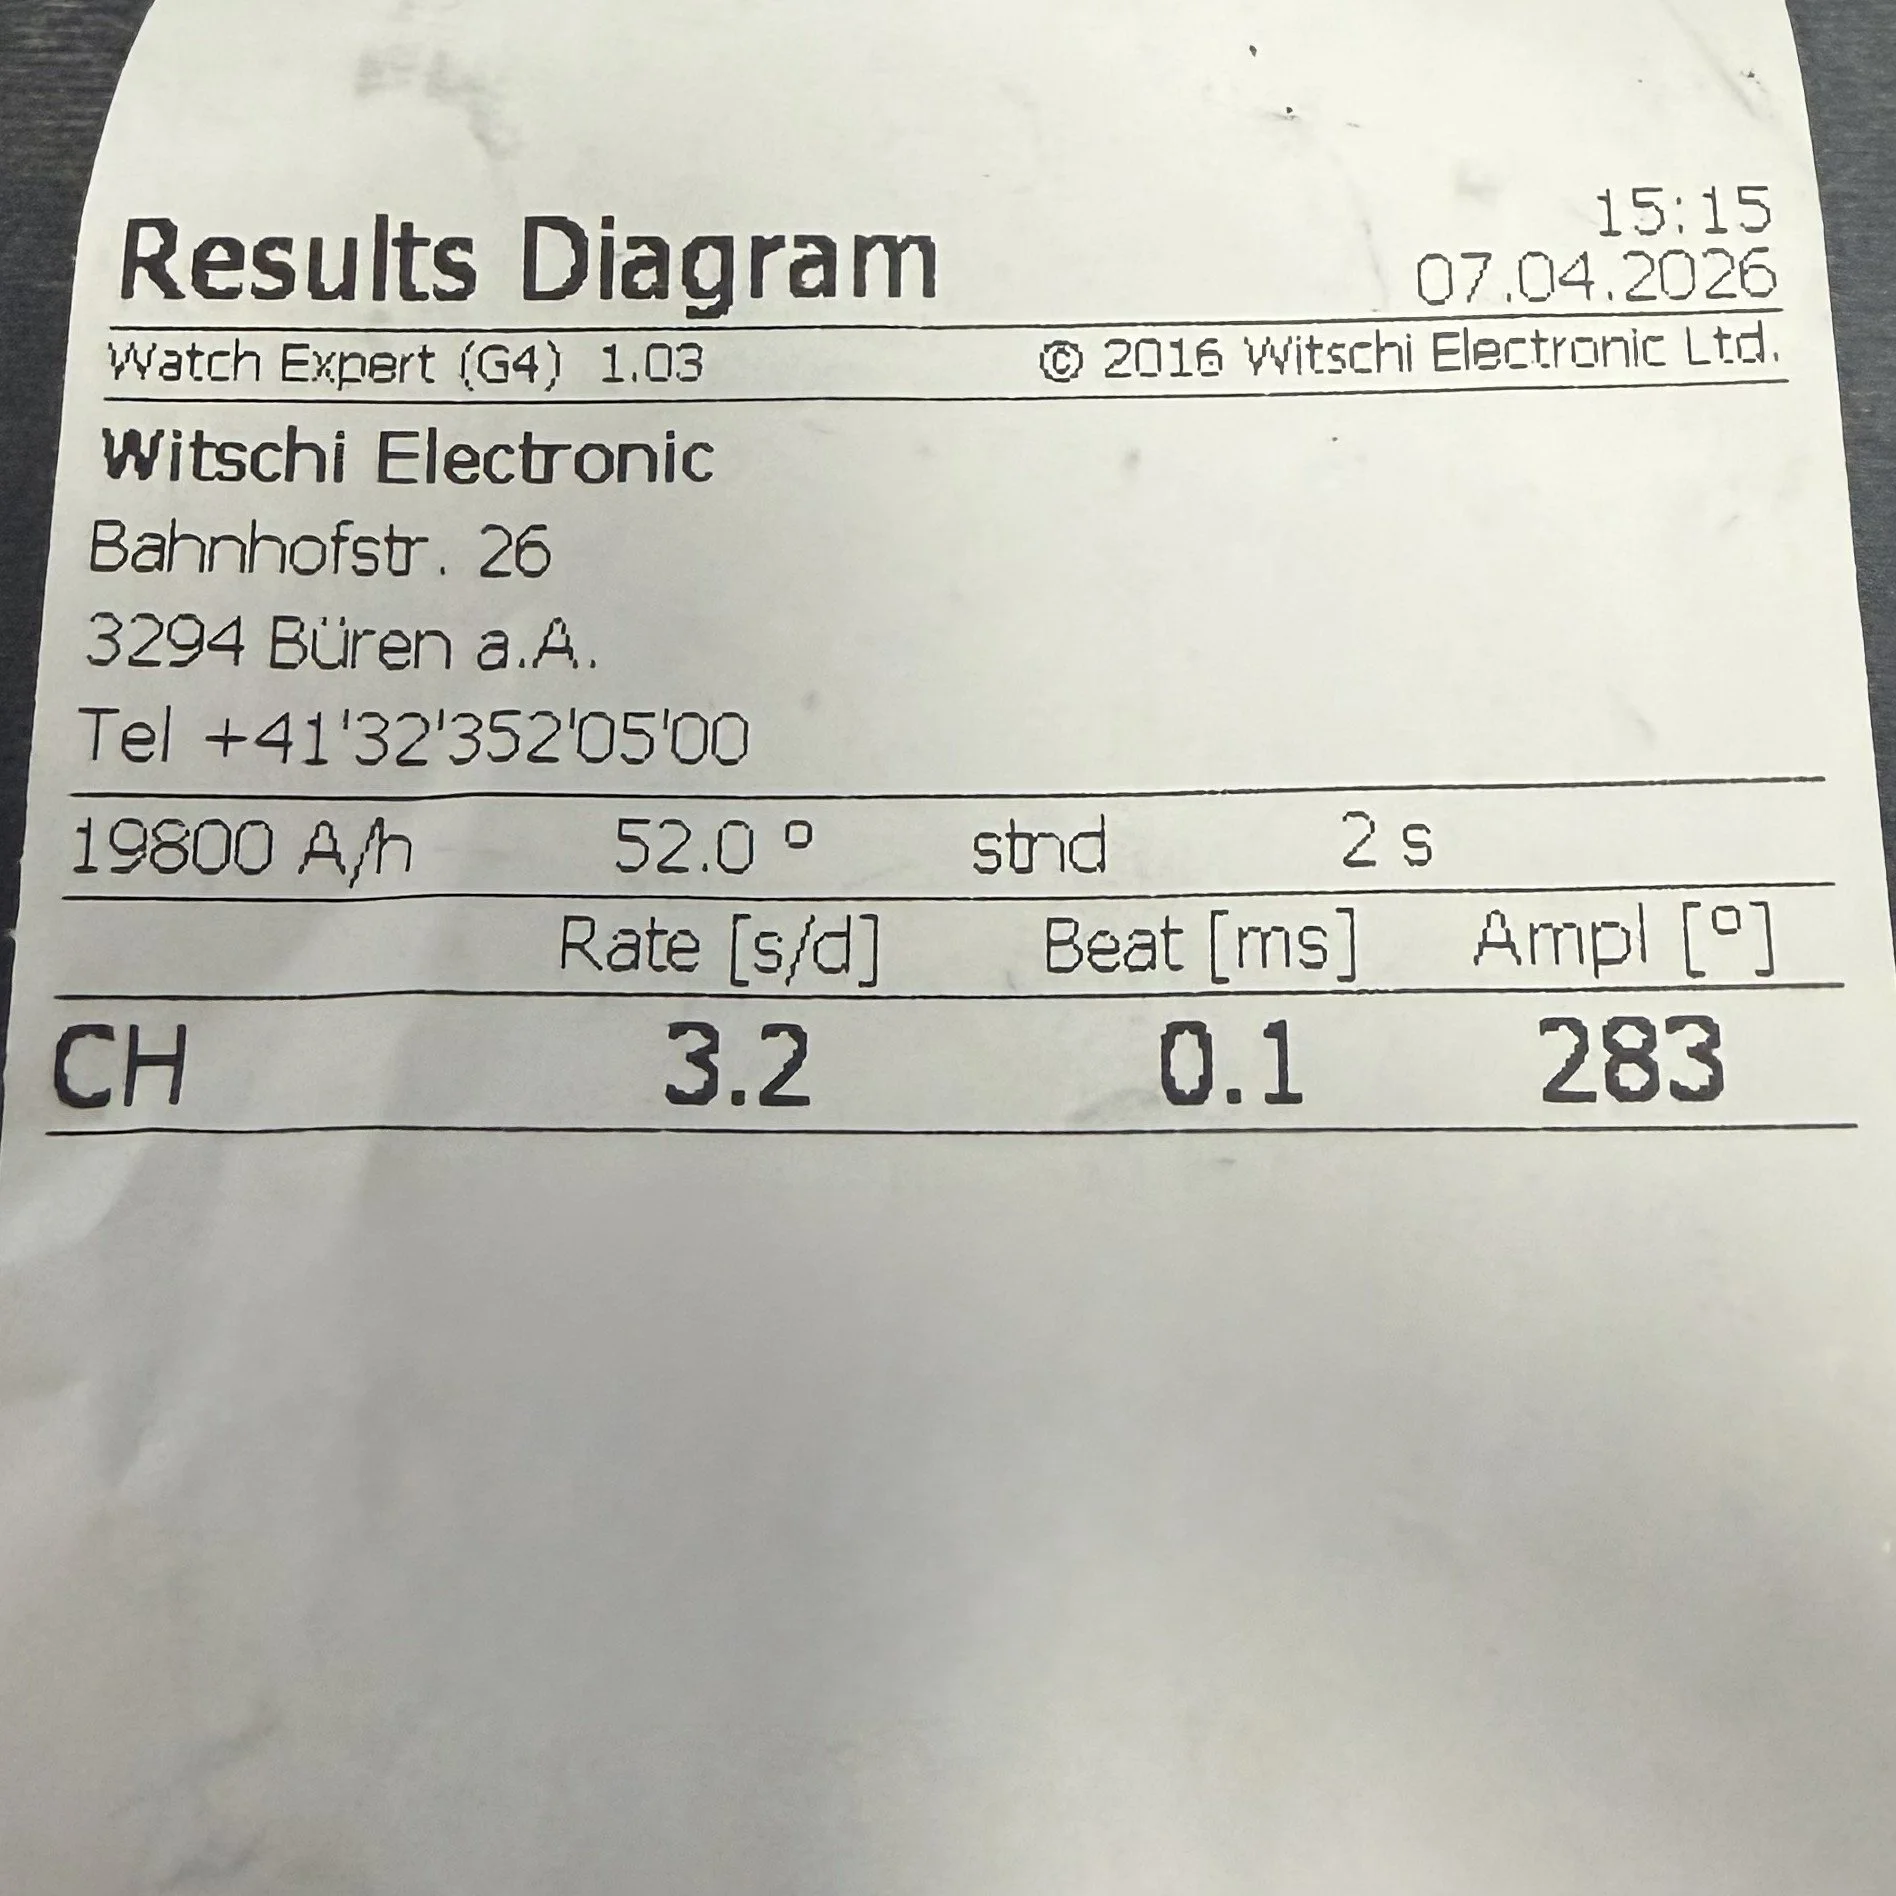 15:15
Results Diagram 07.04.2026
Watch Expert (G4) 1.03 © 2016 Witschi Electronic Ltd.
Witschi Electronic
Bahnhofstr. 26
3294 Büren a.A.
Tel +41'32'352'05'00
19800 A/h 52.0 ° stnd 2 s
Rate [s/d] Beat [ms] Ampl [°]
CH 3.2 0.1 283